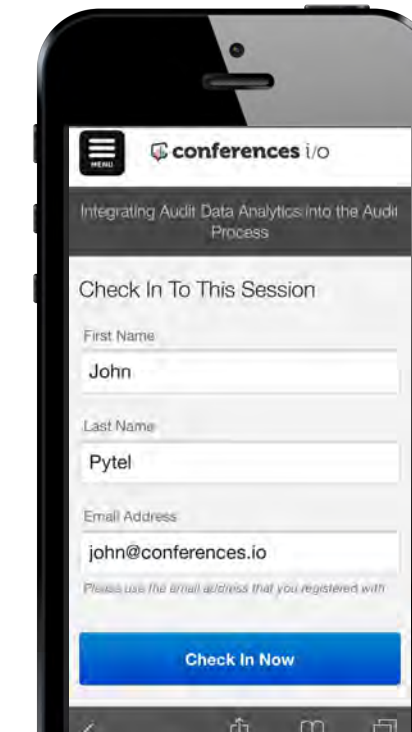 MENU
conferences i/o
Integrating Audit Data Analytics into the Audit
Process
Check In To This Session
First Name
John
Last Name
Pytel
Email Address
john@conferences.io
Please use the email address that you registered with
Check In Now